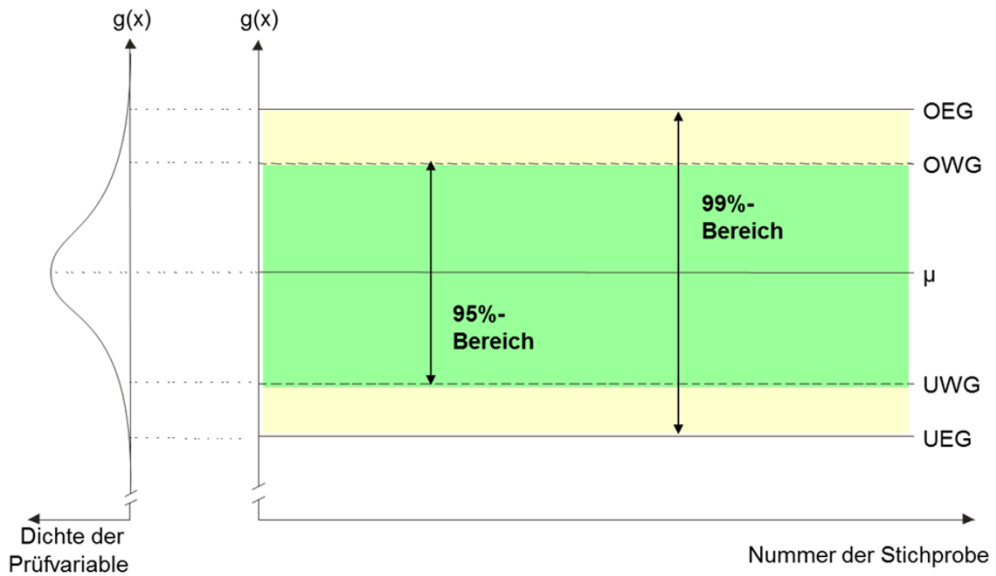 g(x)
g(x)
OEG
OWG
99%-
Bereich
µ
95%-
Bereich
UWG
UEG
Dichte der
Prüfvariable
Nummer der Stichprobe